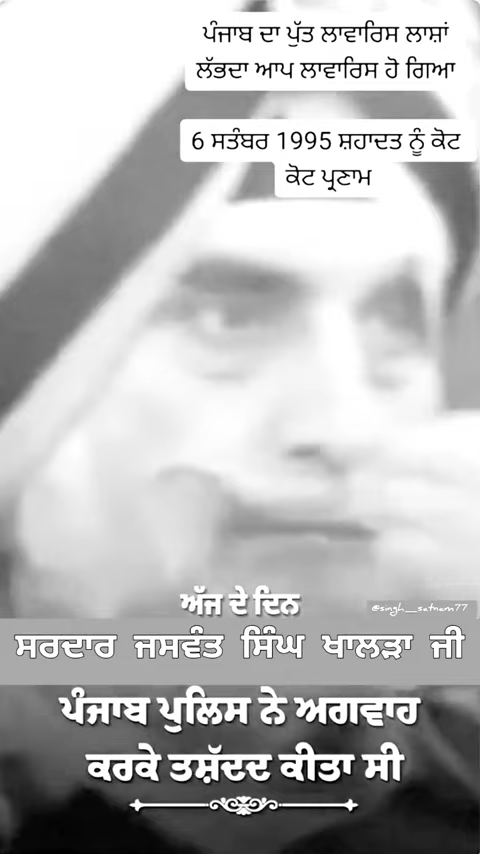 ਪੰਜਾਬ ਦਾ ਪੁੱਤ ਲਾਵਾਰਿਸ ਲਾਸ਼ਾਂ
ਲੱਭਦਾ ਆਪ ਲਾਵਾਰਿਸ ਹੋ ਗਿਆ
6 ਸਤੰਬਰ 1995 ਸ਼ਹਾਦਤ ਨੂੰ ਕੋਟ
ਕੋਟ ਪ੍ਰਣਾਮ
ਅੱਜ ਦੇ ਦਿਨ
@singh__satnam77
ਸਰਦਾਰ ਜਸਵੰਤ ਸਿੰਘ ਖਾਲੜਾ ਜੀ
ਪੰਜਾਬ ਪੁਲਿਸ ਨੇ ਅਗਵਾਹ
ਕਰਕੇ ਤਸ਼ੱਦਦ ਕੀਤਾ ਸੀ